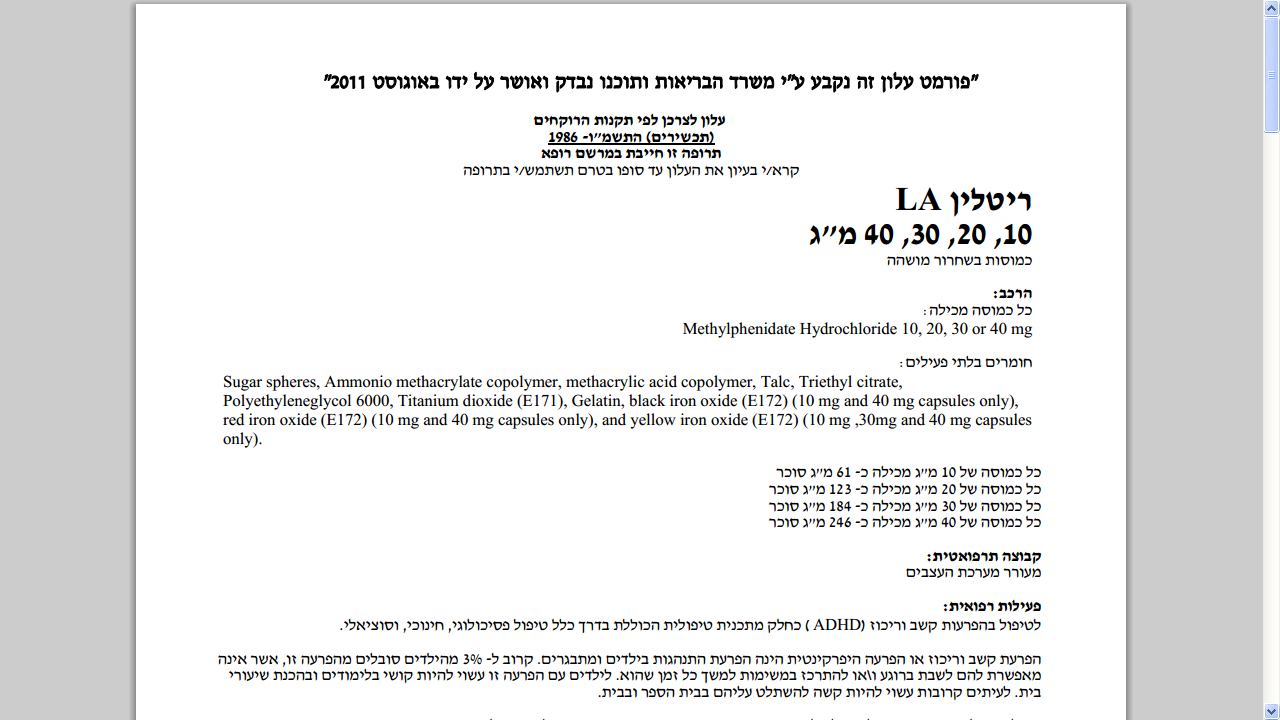 "פורמט עלון זה נקבע ע"י משרד הבריאות ותוכנו נבדק ואושר על ידו באוגוסט 2011"
עלון לצרכן לפי תקנות הרוקחים
(תכשירים) התשמ"ו- 1986
תרופה זו חייבת במרשם רופא
קרא/י בעיון את העלון עד סופו בטרם תשתמש/י בתרופה
ריטלין LA
10, 20, 30, 40 מ"ג
כמוסות בשחרור מושהה
הרכב:
כל כמוסה מכילה:
Methylphenidate Hydrochloride 10, 20, 30 or 40 mg
חומרים בלתי פעילים:
Sugar spheres, Ammonio methacrylate copolymer, methacrylic acid copolymer, Talc, Triethyl citrate,
Polyethyleneglycol 6000, Titanium dioxide (E171), Gelatin, black iron oxide (E172) (10 mg and 40 mg capsules only),
red iron oxide (E172) (10 mg and 40 mg capsules only), and yellow iron oxide (E172) (10 mg ,30mg and 40 mg capsules
only).
כל כמוסה של 10 מ"ג מכילה כ- 61 מ"ג סוכר
כל כמוסה של 20 מ"ג מכילה כ- 123 מ"ג סוכר
כל כמוסה של 30 מ"ג מכילה כ- 184 מ"ג סוכר
כל כמוסה של 40 מ"ג מכילה כ- 246 מ"ג סוכר
קבוצה תרפואטית:
מעורר מערכת העצבים
פעילות רפואית:
לטיפול בהפרעות קשב וריכוז (ADHD ) כחלק מתכנית טיפולית הכוללת בדרך כלל טיפול פסיכולוגי, חינוכי, וסוציאלי.
הפרעת קשב וריכוז או הפרעה היפרקינטית הינה הפרעת התנהגות בילדים ומתבגרים. קרוב ל- 3% מהילדים סובלים מהפרעה זו, אשר אינה
מאפשרת להם לשבת ברוגע ו\או להתרכז במשימות למשך כל זמן שהוא. לילדים עם הפרעה זו עשוי להיות קושי בלימודים ובהכנת שיעורי
בית. לעיתים קרובות עשוי להיות קשה להשתלט עליהם בבית הספר ובבית.